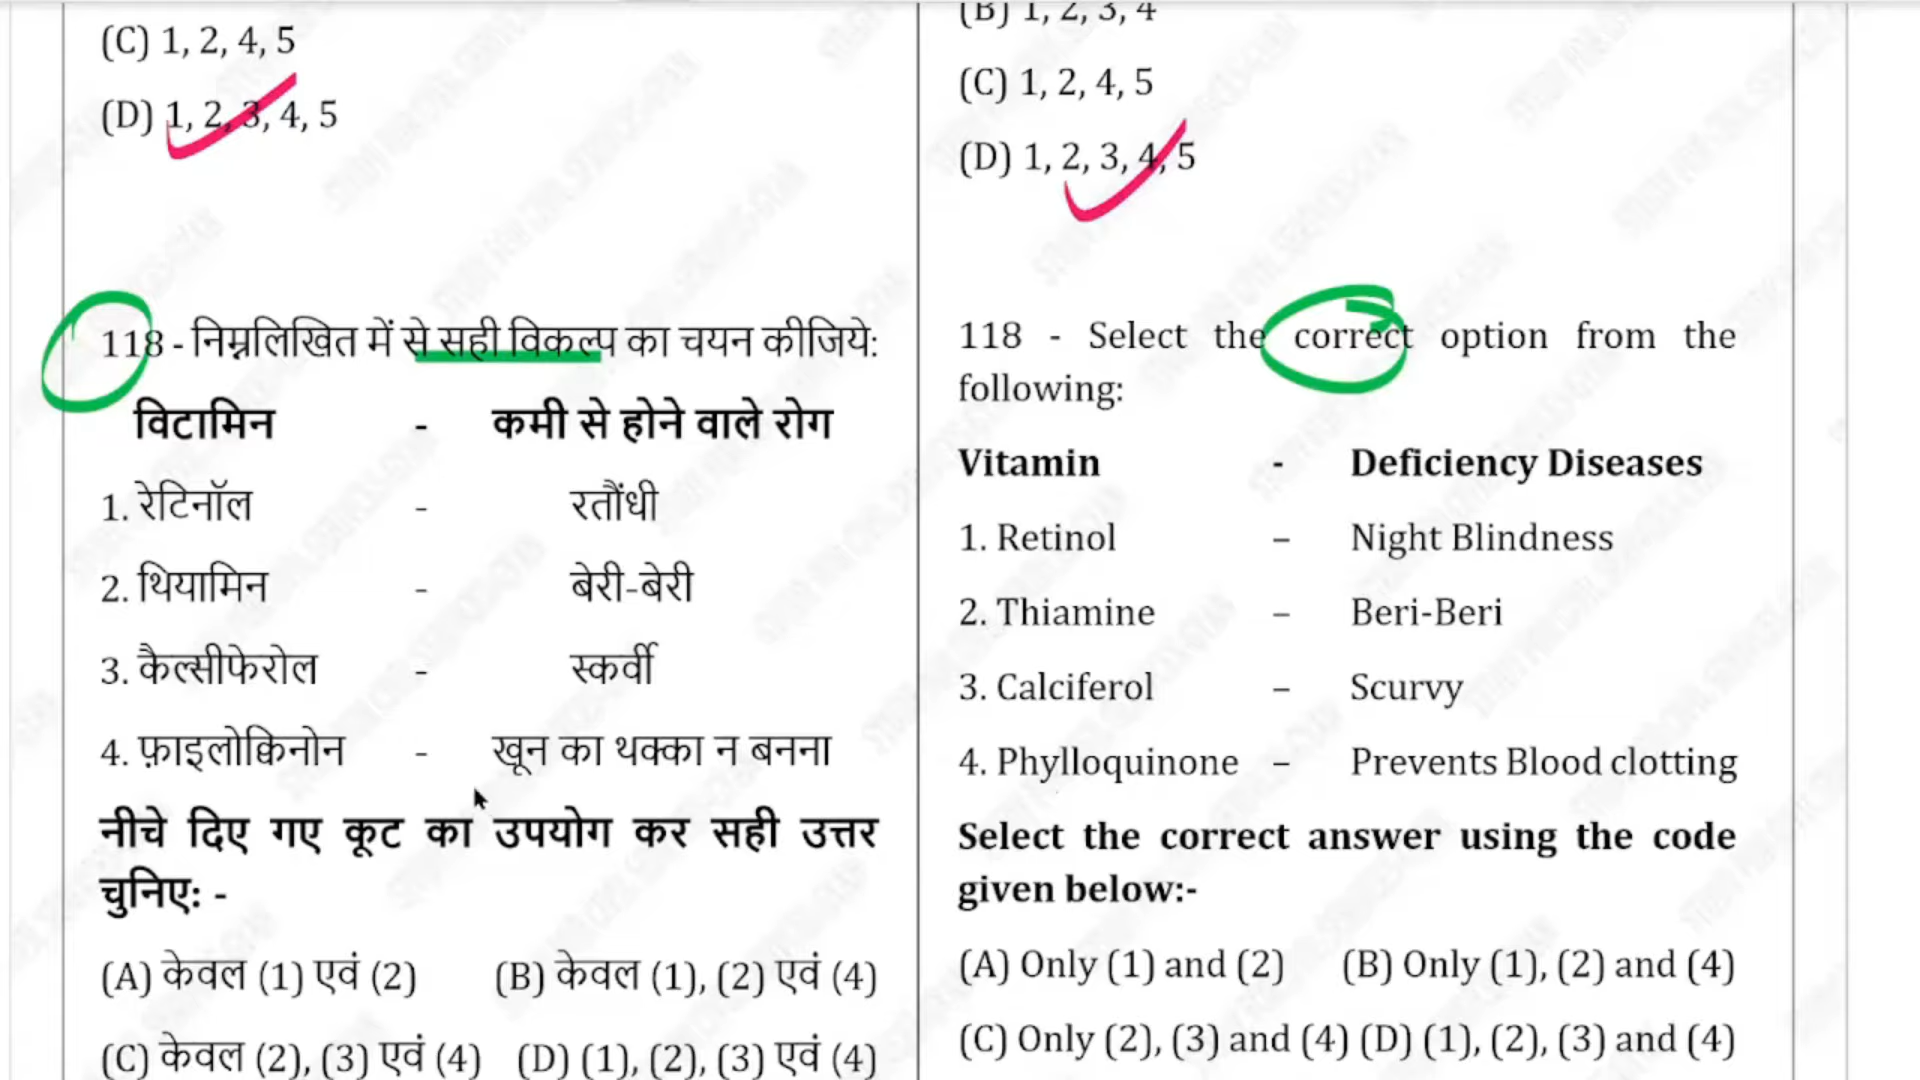 (C) 1, 2, 4, 5
(D) 1, 2, 3, 4, 5
118 - निम्नलिखित में से सही विकल्प का चयन कीजिये:
विटामिन - कमी से होने वाले रोग
1. रेटिनॉल - रतौंधी
2. थियामिन - बेरी-बेरी
3. कैल्सीफेरोल - स्कर्वी
4. फ़ाइलोक्विनोन - खून का थक्का न बनना
नीचे दिए गए कूट का उपयोग कर सही उत्तर
चुनिए: -
(A) केवल (1) एवं (2) (B) केवल (1), (2) एवं (4)
(C) केवल (2), (3) एवं (4) (D) (1), (2), (3) एवं (4)
(B) 1, 2, 3, 4
(C) 1, 2, 4, 5
(D) 1, 2, 3, 4, 5
118 - Select the correct option from the
following:
Vitamin - Deficiency Diseases
1. Retinol – Night Blindness
2. Thiamine – Beri-Beri
3. Calciferol – Scurvy
4. Phylloquinone – Prevents Blood clotting
Select the correct answer using the code
given below:-
(A) Only (1) and (2) (B) Only (1), (2) and (4)
(C) Only (2), (3) and (4) (D) (1), (2), (3) and (4)